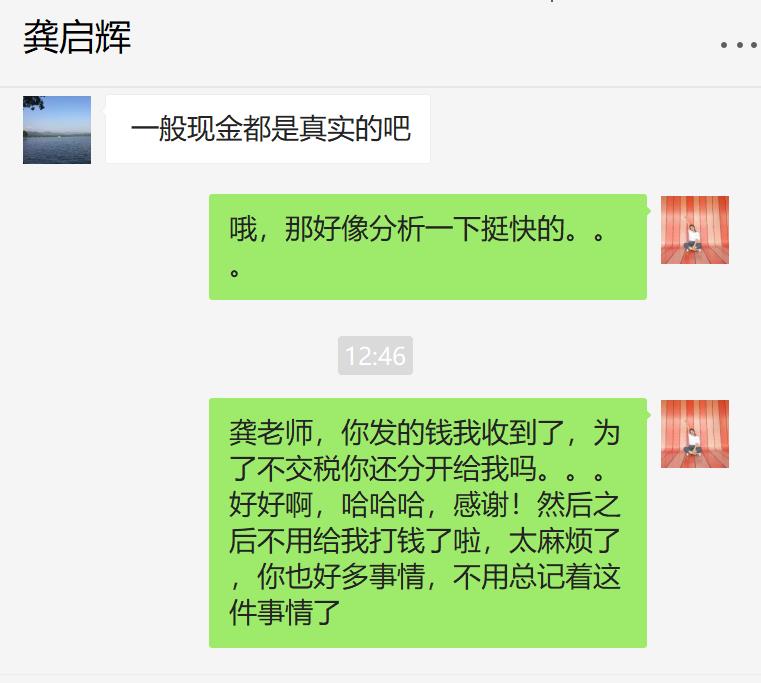 龚启辉
一般现金都是真实的吧
哦，那好像分析一下挺快的。。
。
12:46
龚老师，你发的钱我收到了，为
了不交税你还分开给我吗。。。
好好啊，哈哈哈，感谢！然后之
后不用给我打钱了啦，太麻烦了
，你也好多事情，不用总记着这
件事情了